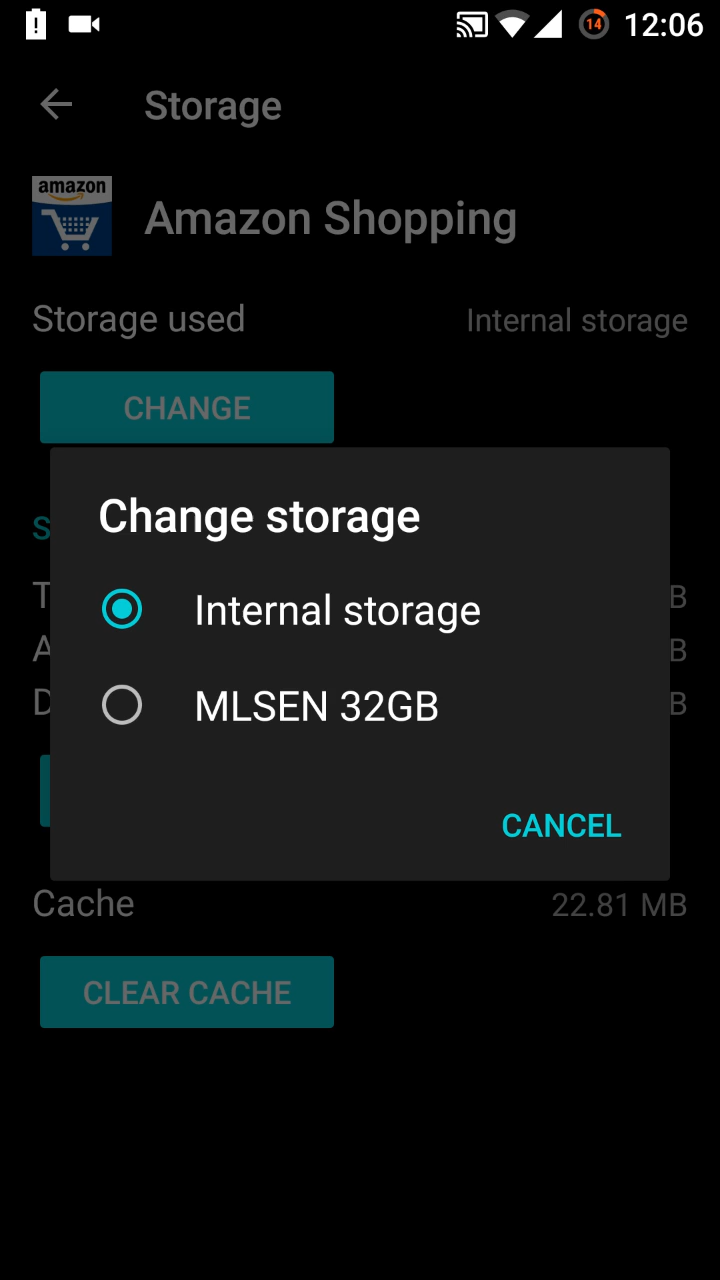 14 12:06
Storage
amazon
Amazon Shopping
Storage used Internal storage
CHANGE
Change storage
Internal storage
MLSEN 32GB
CANCEL
Cache 22.81 MB
CLEAR CACHE